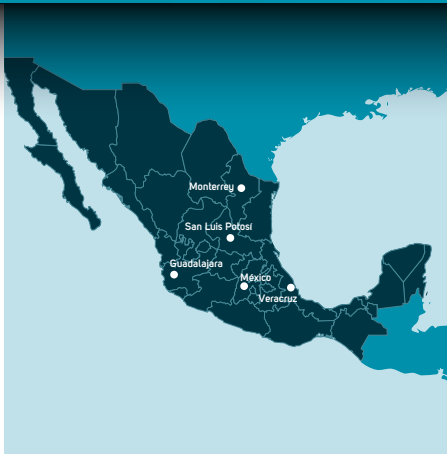 Monterrey
San Luis Potosí
Guadalajara
México
Veracruz